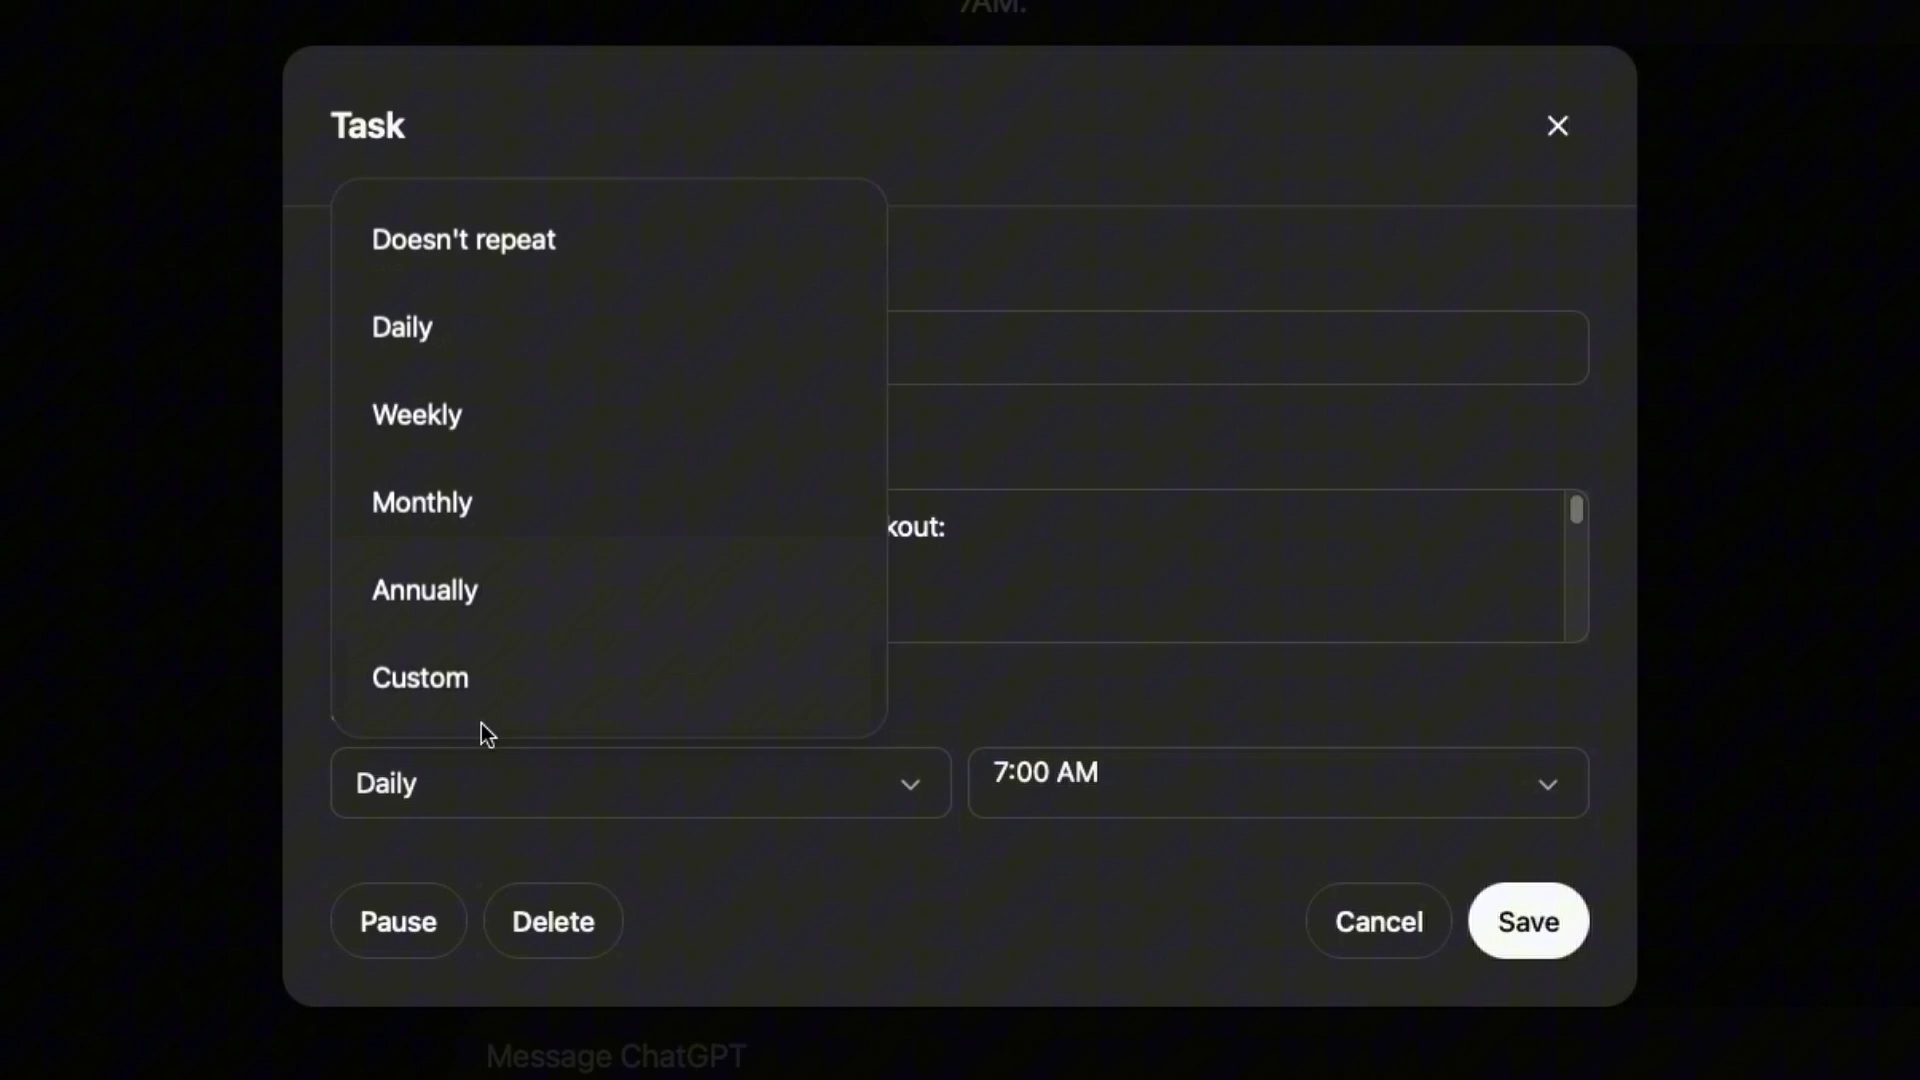 7AM.
Task
Doesn't repeat
Daily
Weekly
Monthly
Annually
Custom
kout:
Daily
7:00 AM
Pause
Delete
Cancel
Save
Message ChatGPT